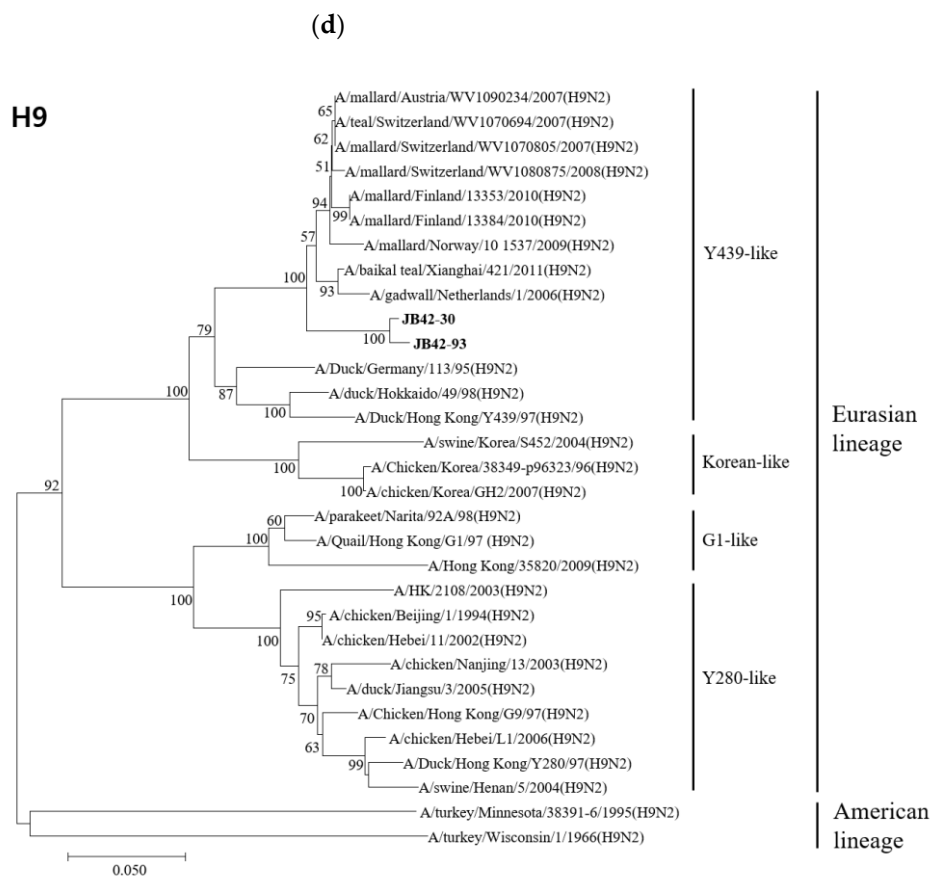 (d)
H9
A/mallard/Austria/WV1090234/2007(H9N2)
65
A/teal/Switzerland/WV1070694/2007(H9N2)
62
A/mallard/Switzerland/WV1070805/2007(H9N2)
51
A/mallard/Switzerland/WV1080875/2008(H9N2)
A/mallard/Finland/13353/2010(H9N2)
94
99
A/mallard/Finland/13384/2010(H9N2)
57
A/mallard/Norway/10 1537/2009(H9N2)
Y439-like
A/baikal teal/Xianghai/421/2011(H9N2)
100
93
A/gadwall/Netherlands/1/2006(H9N2)
JB42-30
79
100
JB42-93
A/Duck/Germany/113/95(H9N2)
100
87
A/duck/Hokkaido/49/98(H9N2)
100
A/Duck/Hong Kong/Y439/97(H9N2)
Eurasian
lineage
A/swine/Korea/S452/2004(H9N2)
100
A/Chicken/Korea/38349-p96323/96(H9N2)
Korean-like
92
100
A/chicken/Korea/GH2/2007(H9N2)
A/parakeet/Narita/92A/98(H9N2)
60
100
A/Quail/Hong Kong/G1/97 (H9N2)
G1-like
A/Hong Kong/35820/2009(H9N2)
100
A/HK/2108/2003(H9N2)
95
A/chicken/Beijing/1/1994(H9N2)
100
A/chicken/Hebei/11/2002(H9N2)
A/chicken/Nanjing/13/2003(H9N2)
78
75
Y280-like
A/duck/Jiangsu/3/2005(H9N2)
70
A/Chicken/Hong Kong/G9/97(H9N2)
A/chicken/Hebei/L1/2006(H9N2)
63
99
A/Duck/Hong Kong/Y280/97(H9N2)
A/swine/Henan/5/2004(H9N2)
A/turkey/Minnesota/38391-6/1995(H9N2)
American
lineage
A/turkey/Wisconsin/1/1966(H9N2)
0.050